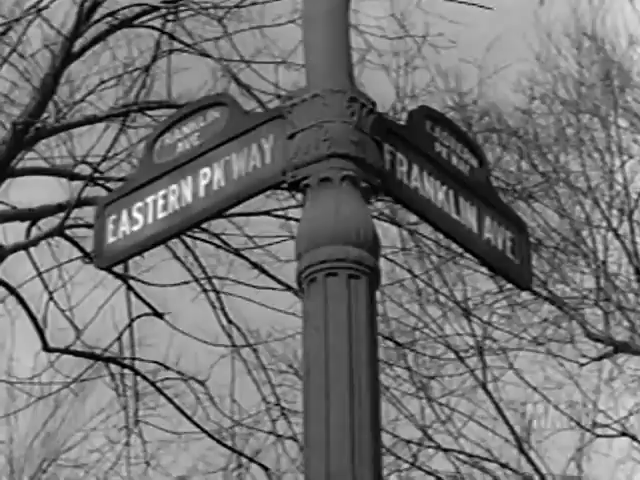 FRANKLIN
AVE.
EASTERN PK'WAY
EASTERN
PK'WAY
FRANKLIN AVE.